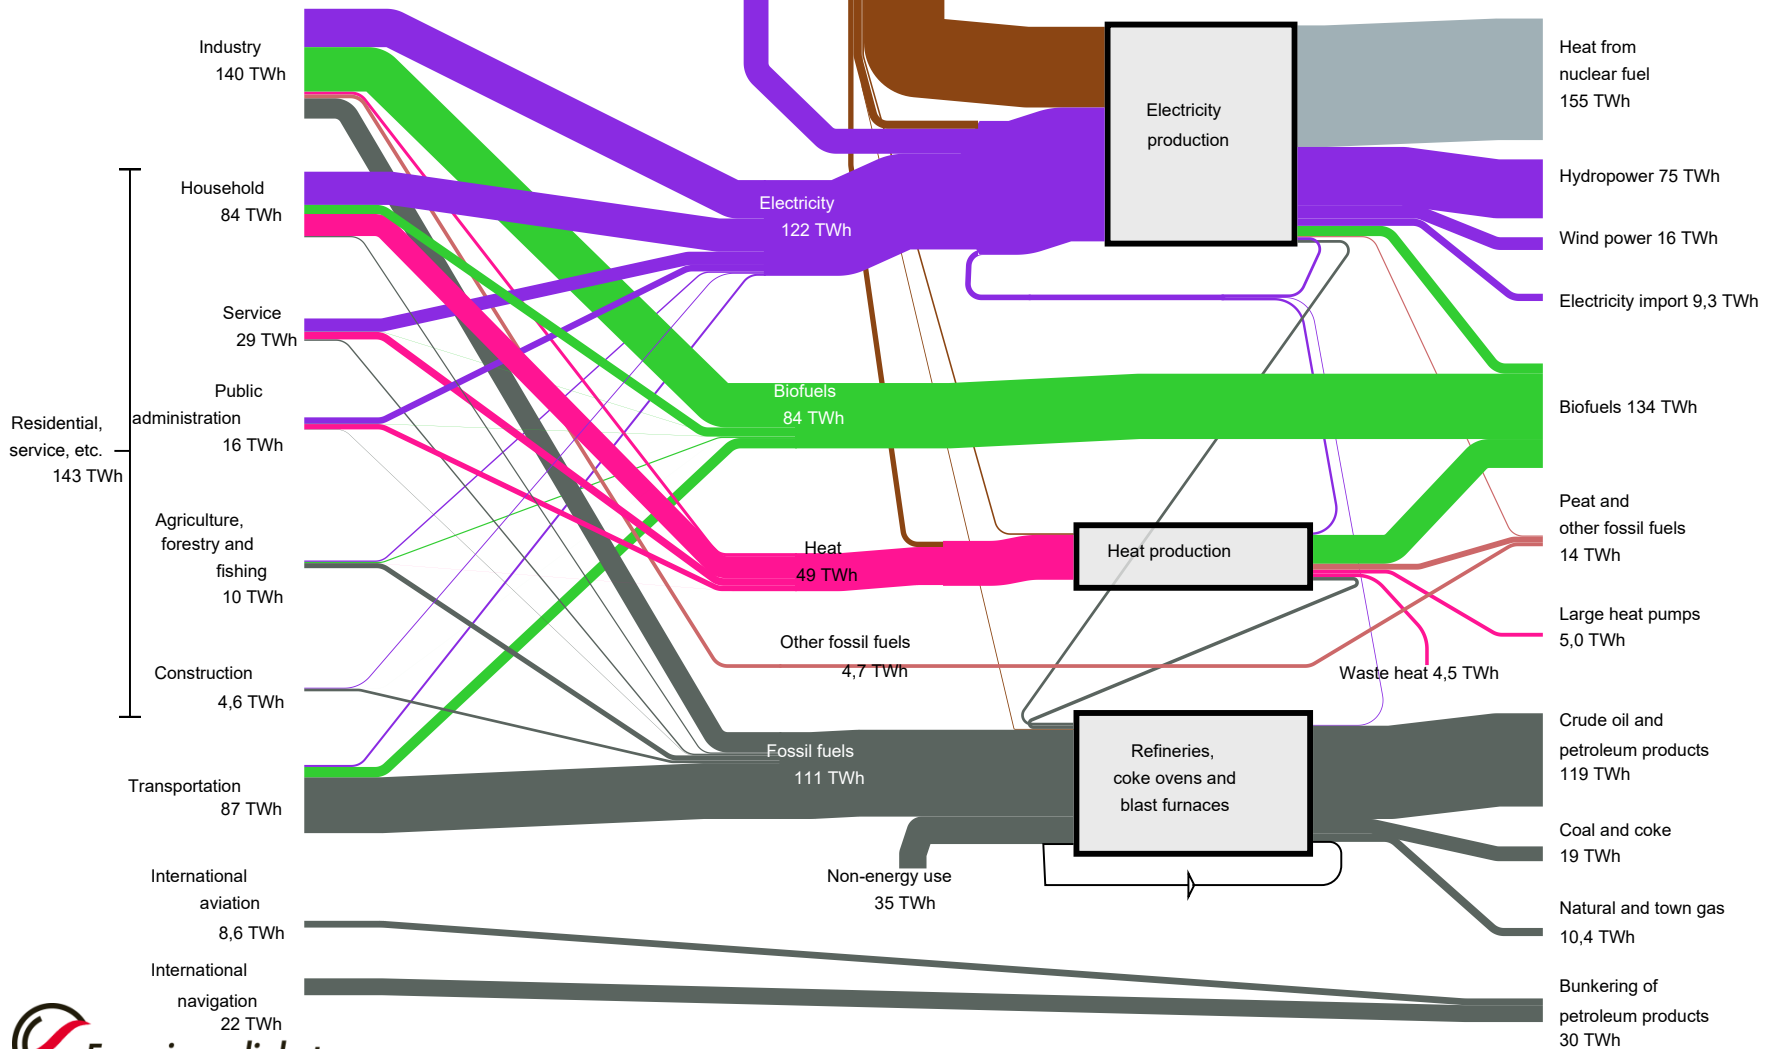 Industry
140 TWh
Household
84 TWh
Service
29 TWh
Public
administration
16 TWh
Residential,
service, etc.
143 TWh
Agriculture,
forestry and
fishing
10 TWh
Construction
4,6 TWh
Transportation
87 TWh
International
aviation
8,6 TWh
International
navigation
22 TWh
Electricity
122 TWh
Biofuels
84 TWh
Heat
49 TWh
Other fossil fuels
4,7 TWh
Fossil fuels
111 TWh
Non-energy use
35 TWh
Electricity
production
Heat production
Refineries,
coke ovens and
blast furnaces
Waste heat 4,5 TWh
Heat from
nuclear fuel
155 TWh
Hydropower 75 TWh
Wind power 16 TWh
Electricity import 9,3 TWh
Biofuels 134 TWh
Peat and
other fossil fuels
14 TWh
Large heat pumps
5,0 TWh
Crude oil and
petroleum products
119 TWh
Coal and coke
19 TWh
Natural and town gas
10,4 TWh
Bunkering of
petroleum products
30 TWh